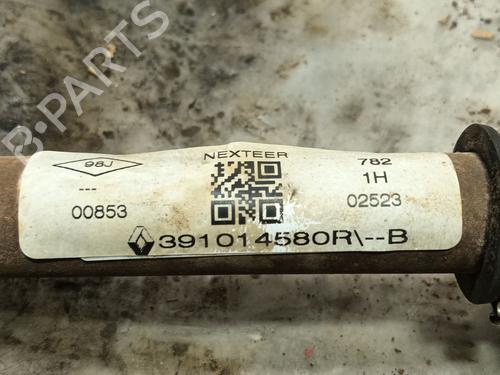 B-PARTS
98J
NEXTEER
782
---
1H
00853
02523
391014580R\--B